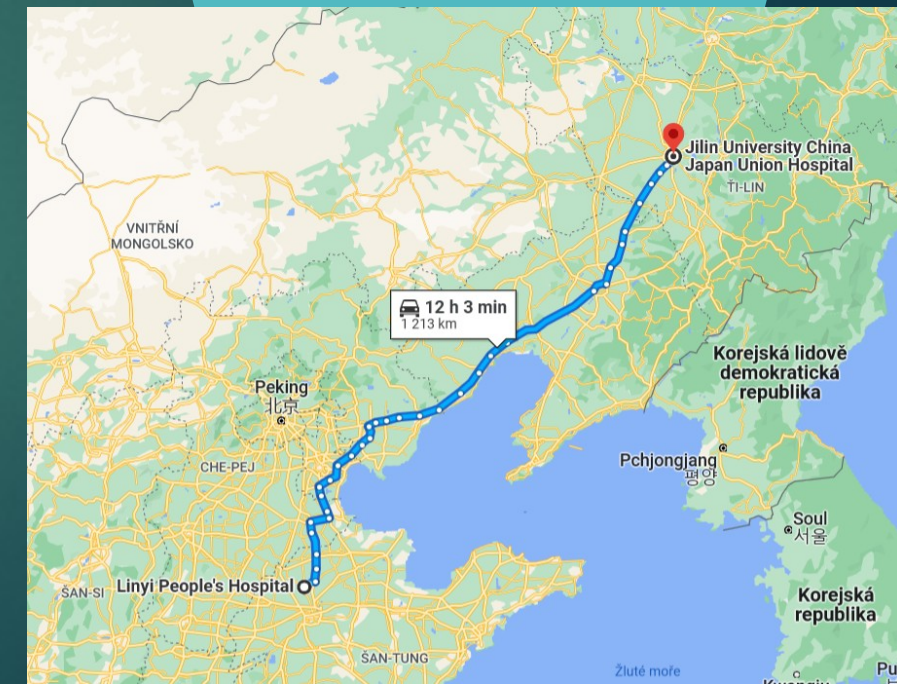 Jilin University China
Japan Union Hospital
ŤI-LIN
VNITŘNÍ
MONGOLSKO
12 h 3 min
1 213 km
Korejská lidově
demokratická
republika
Peking
北京
CHE-PEJ
Pchjongjang
평양
Soul
서울
ŠAN-SI
Linyi People's Hospital
Korejská
republika
ŠAN-TUNG
Žluté moře